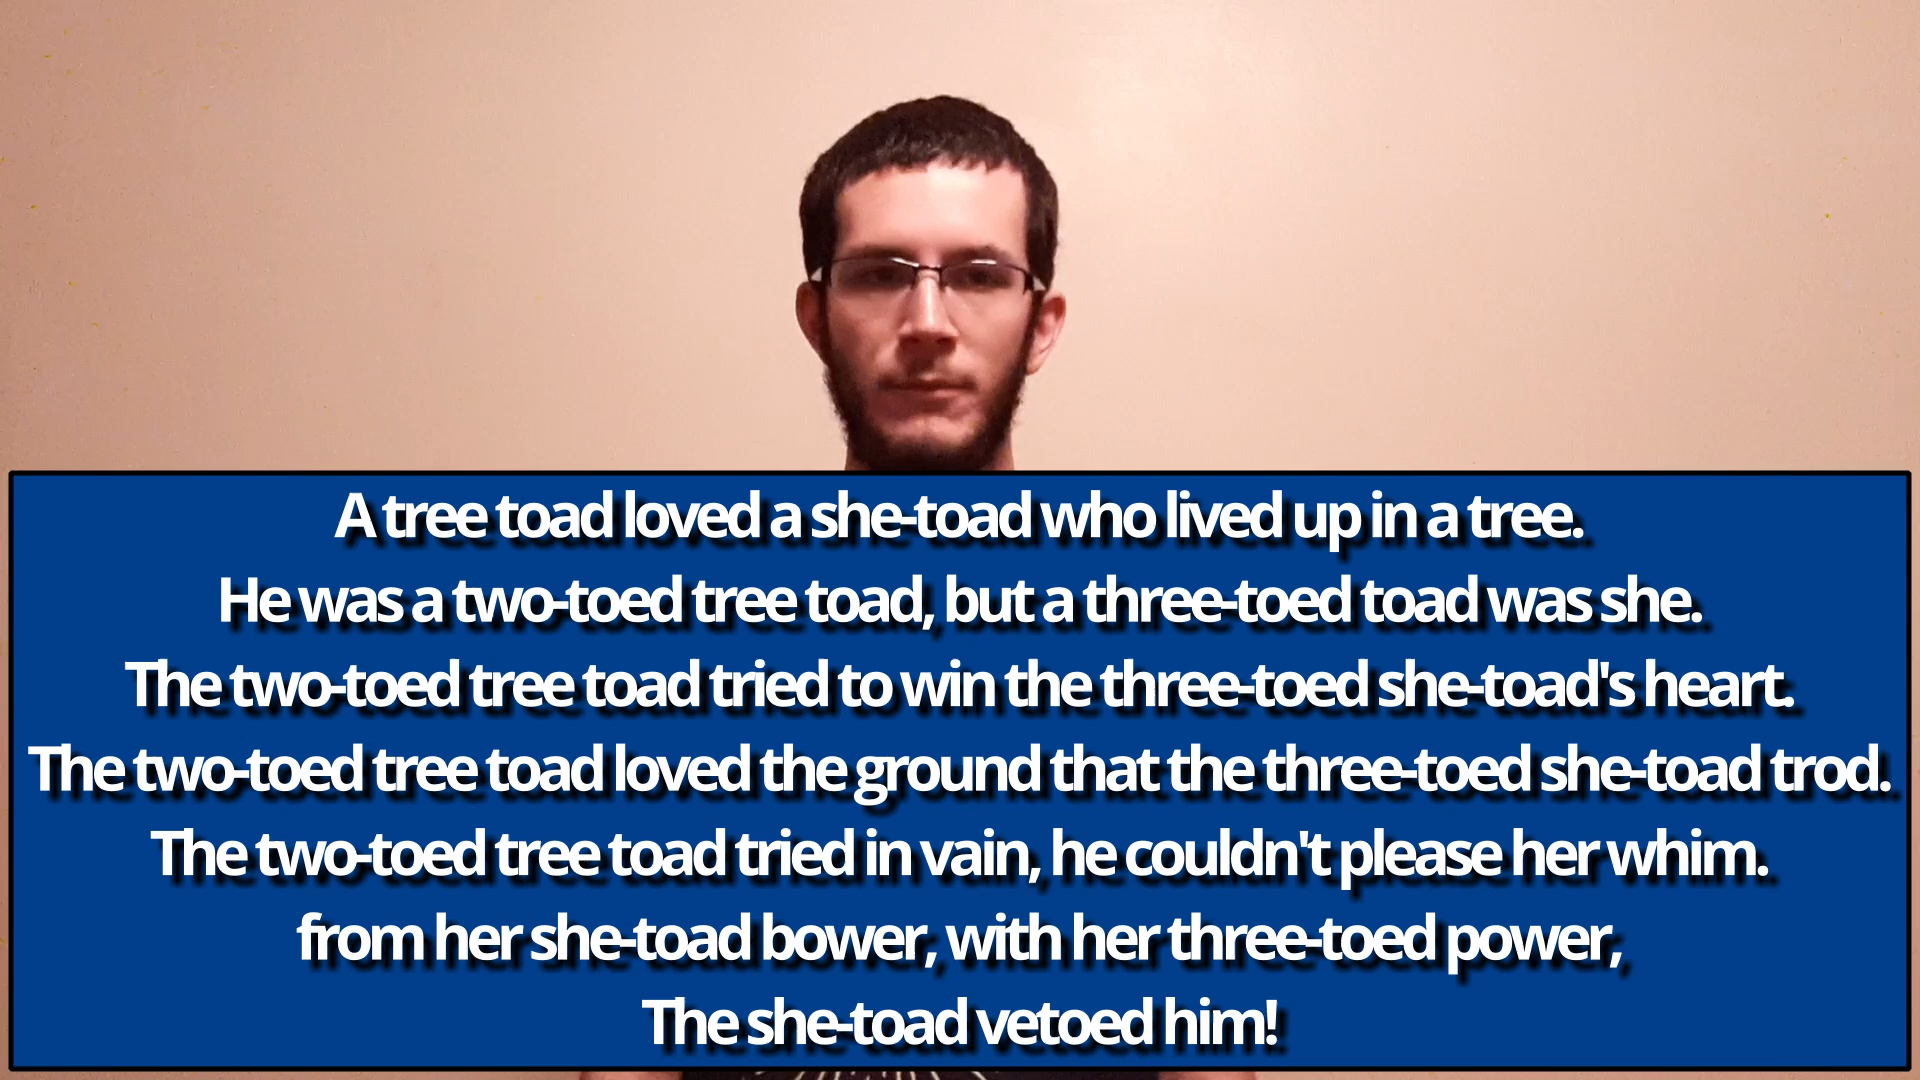 A tree toad loved a she-toad who lived up in a tree.
He was a two-toed tree toad, but a three-toed toad was she.
The two-toed tree toad tried to win the three-toed she-toad's heart.
The two-toed tree toad loved the ground that the three-toed she-toad trod.
The two-toed tree toad tried in vain, he couldn't please her whim.
from her she-toad bower, with her three-toed power,
The she-toad vetoed him!